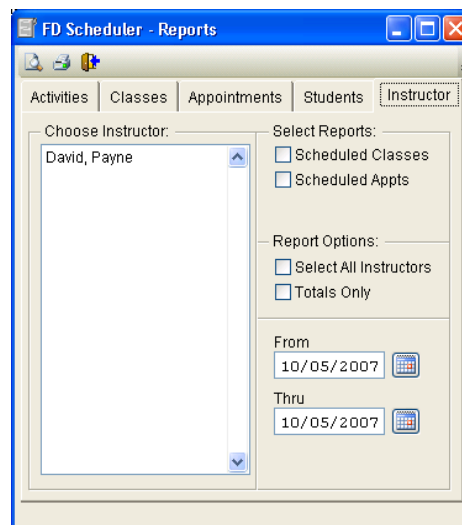 FD Scheduler - Reports
Activities Classes Appointments Students Instructor
Choose Instructor:
David, Payne
Select Reports:
Scheduled Classes
Scheduled Appts
Report Options:
Select All Instructors
Totals Only
From
10/05/2007
Thru
10/05/2007